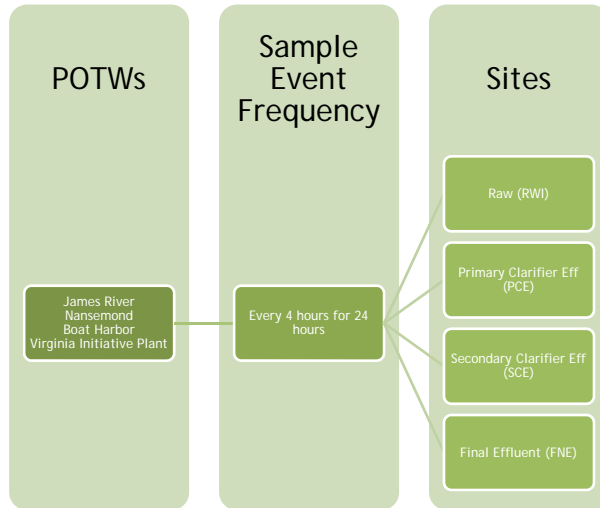 POTWs
Sample
Event
Frequency
Sites
James River
Nansemond
Boat Harbor
Virginia Initiative Plant
Every 4 hours for 24
hours
Raw (RWI)
Primary Clarifier Eff
(PCE)
Secondary Clarifier Eff
(SCE)
Final Effluent (FNE)